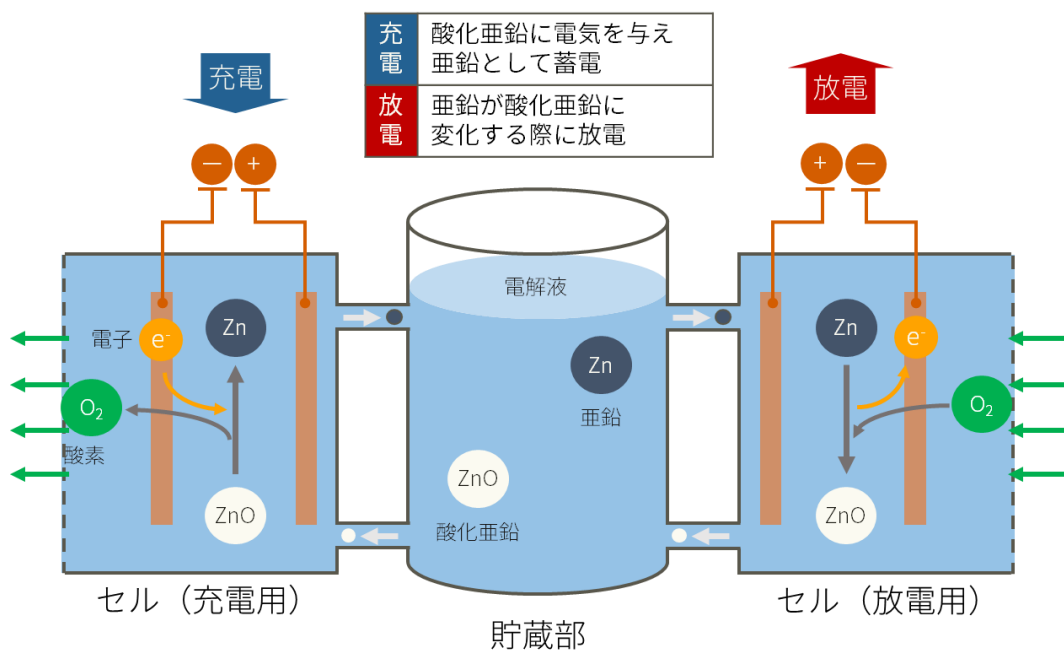 充電
酸化亜鉛に電気を与え
亜鉛として蓄電
放電
亜鉛が酸化亜鉛に
変化する際に放電
充電
放電
− +
+ −
電解液
電子
e-
Zn
O2
酸素
ZnO
Zn
亜鉛
ZnO
酸化亜鉛
Zn
e-
O2
ZnO
セル（充電用）
貯蔵部
セル（放電用）